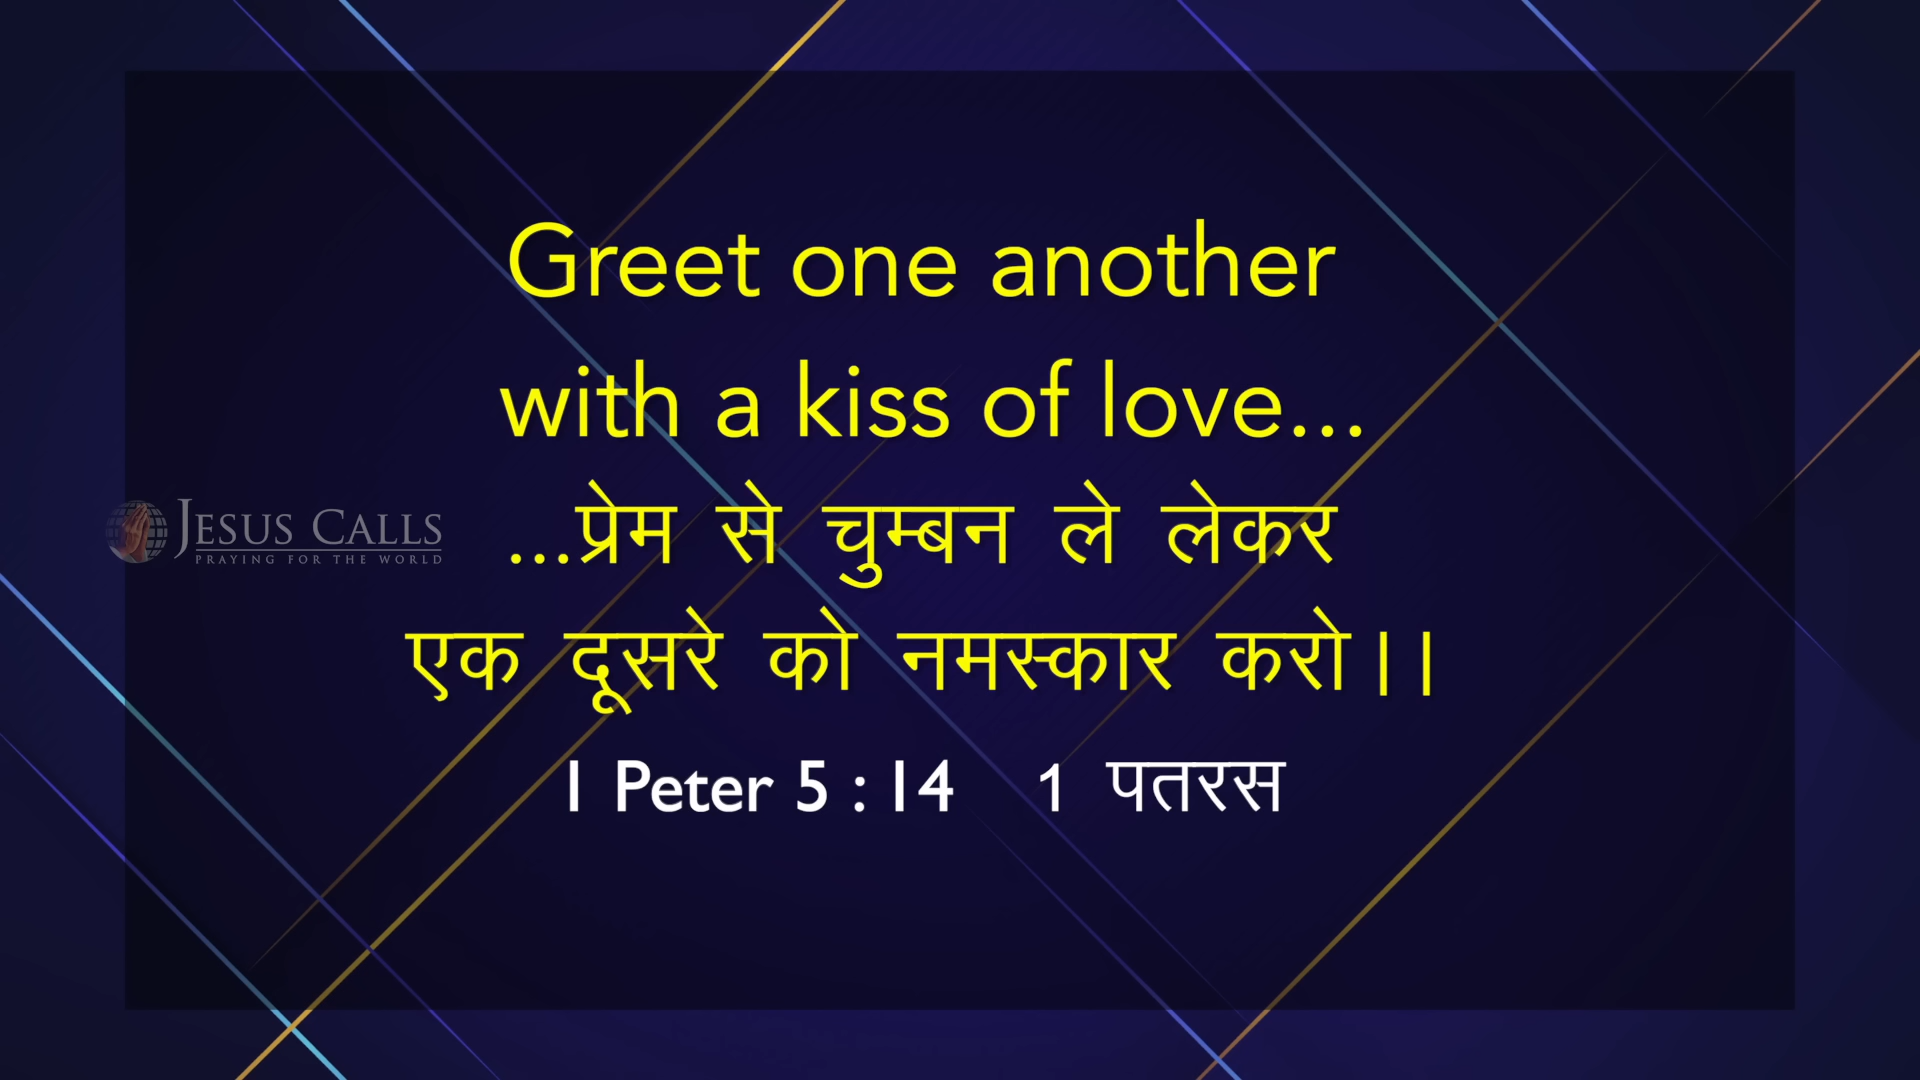 Greet one another
with a kiss of love...
...प्रेम से चुम्बन ले लेकर
एक दूसरे को नमस्कार करो।।
1 Peter 5 : 14 1 पतरस
JESUS CALLS
PRAYING FOR THE WORLD